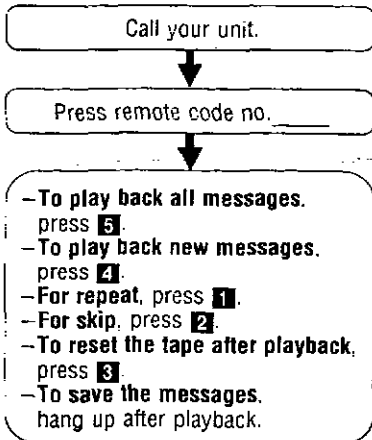 Call your unit.
Press remote code no.____
–To play back all messages,
press 5.
–To play back new messages,
press 4.
–For repeat, press 1.
–For skip, press 2.
–To reset the tape after playback,
press 3.
–To save the messages,
hang up after playback.